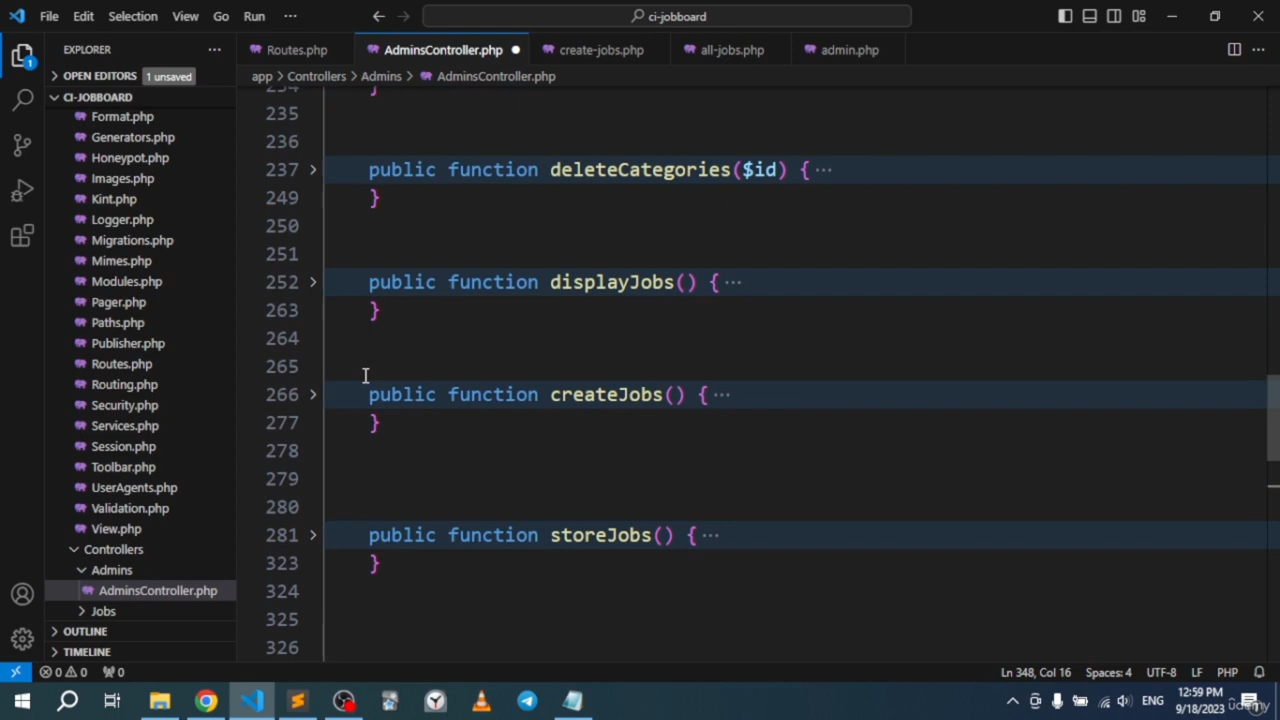 File Edit Selection View Go Run ··· ci-jobboard
EXPLORER ··· Routes.php AdminsController.php create-jobs.php all-jobs.php admin.php
OPEN EDITORS 1 unsaved
app > Controllers > Admins > AdminsController.php
CI-JOBBOARD
Format.php
Generators.php
Honeypot.php
Images.php
Kint.php
Logger.php
Migrations.php
Mimes.php
Modules.php
Pager.php
Paths.php
Publisher.php
Routes.php
Routing.php
Security.php
Services.php
Session.php
Toolbar.php
UserAgents.php
Validation.php
View.php
Controllers
Admins
AdminsController.php
Jobs
OUTLINE
TIMELINE
1
234 }
235
236
237 public function deleteCategories($id) { ···
249 }
250
251
252 public function displayJobs() { ···
263 }
264
265
266 public function createJobs() { ···
277 }
278
279
280
281 public function storeJobs() { ···
323 }
324
325
326
0 0 0 Ln 348, Col 16 Spaces: 4 UTF-8 LF PHP
ENG 12:59 PM
9/18/2023
udemy